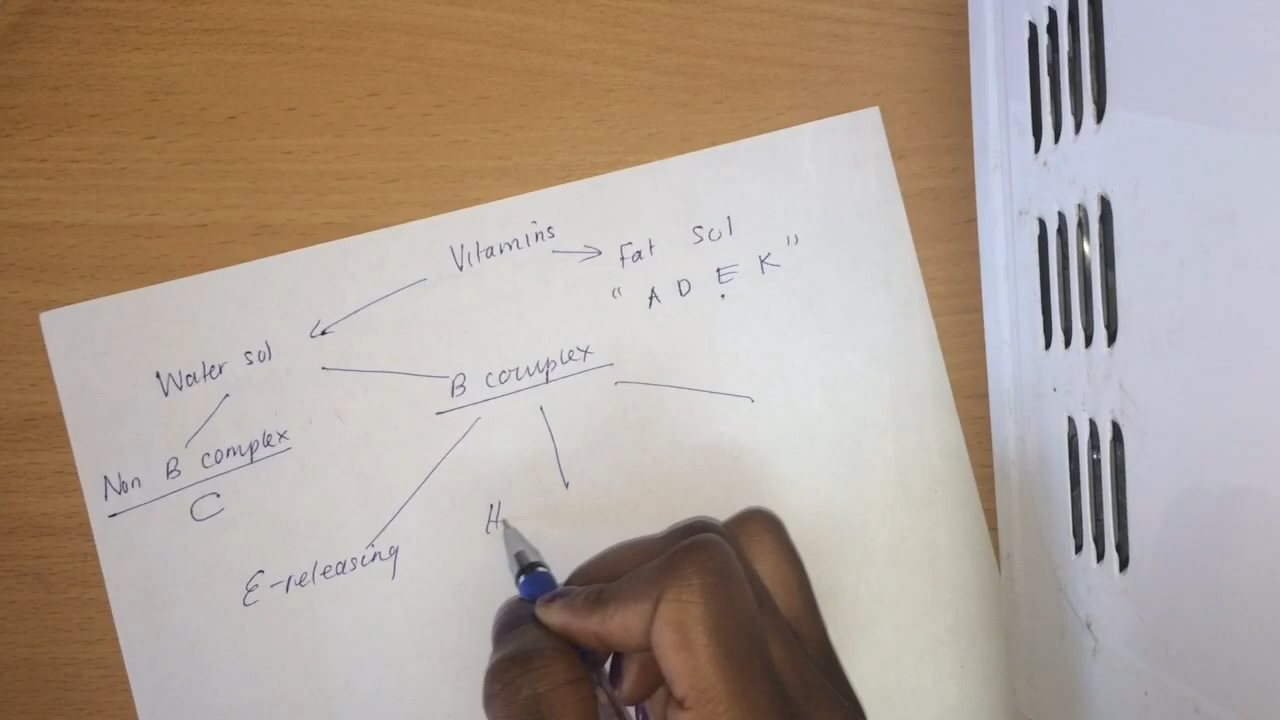 Vitamins
Fat Sol
" A D E K "
Water sol
B complex
Non B complex
C
E-releasing
H